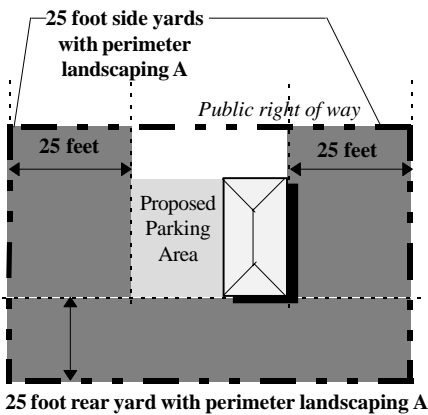 25 foot side yards
with perimeter
landscaping A
Public right of way
25 feet
25 feet
Proposed
Parking
Area
25 foot rear yard with perimeter landscaping A